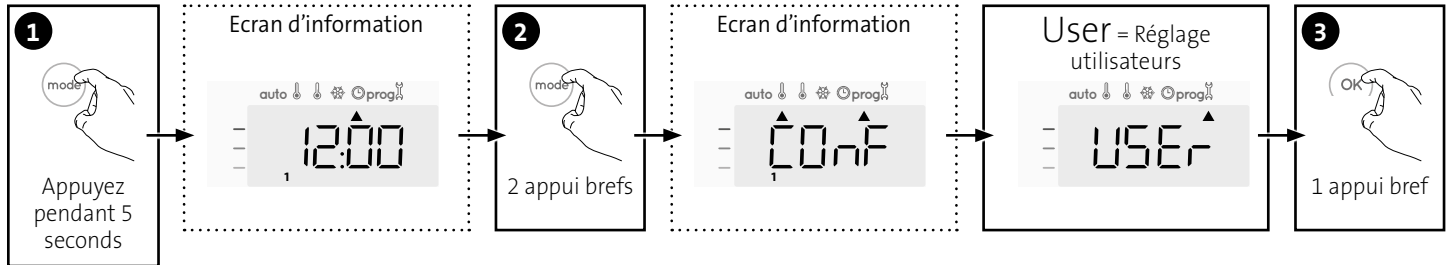 1
mode
Appuyez
pendant 5
seconds
Ecran d'information
auto prog
12:00
1
2
mode
2 appui brefs
Ecran d'information
auto prog
COnF
1
User = Réglage
utilisateurs
auto prog
USEr
3
OK
1 appui bref